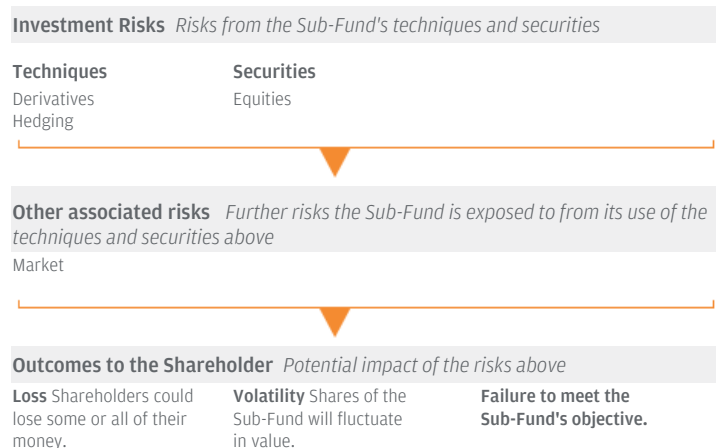 Investment Risks Risks from the Sub-Fund's techniques and securities
Techniques
Derivatives
Hedging
Securities
Equities
Other associated risks Further risks the Sub-Fund is exposed to from its use of the
techniques and securities above
Market
Outcomes to the Shareholder Potential impact of the risks above
Loss Shareholders could
lose some or all of their
money.
Volatility Shares of the
Sub-Fund will fluctuate
in value.
Failure to meet the
Sub-Fund's objective.